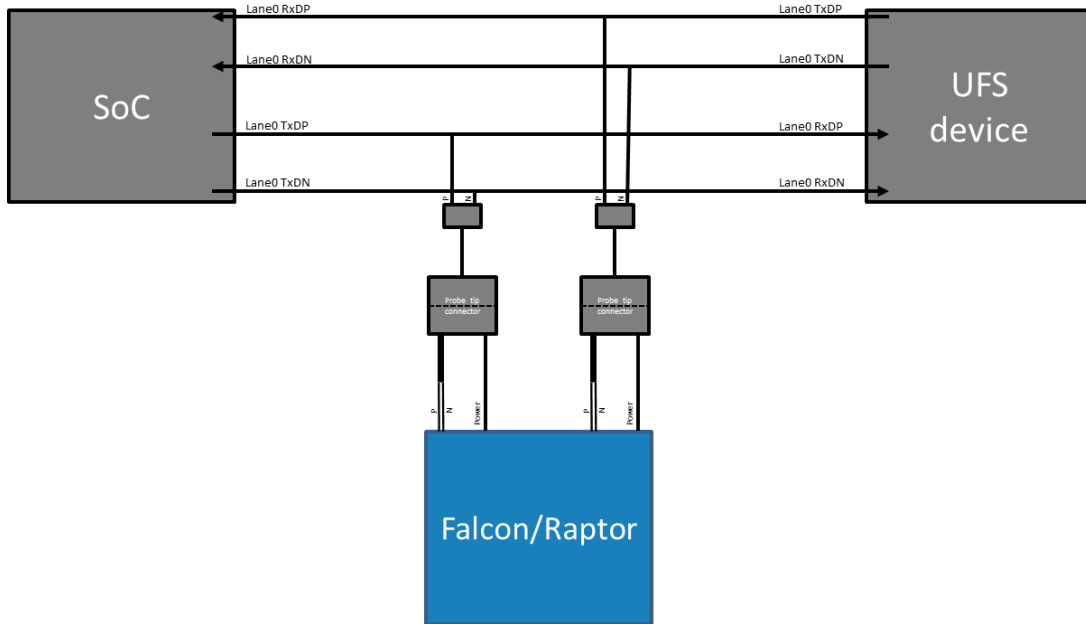 Lane0 RxDP
Lane0 TxDP
Lane0 RxDN
Lane0 TxDN
SoC
UFS
device
Lane0 TxDP
Lane0 RxDP
Lane0 TxDN
Lane0 RxDN
P
N
P
N
Probe tip
connector
Probe tip
connector
P
N
Power
P
N
Power
Falcon/Raptor